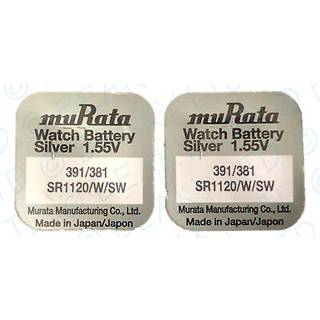 muRata
Watch Battery
Silver 1.55V
391/381
SR1120/W/SW
Murata Manufacturing Co., Ltd.
Made in Japan/Japon
muRata
Watch Battery
Silver 1.55V
391/381
SR1120/W/SW
Murata Manufacturing Co., Ltd.
Made in Japan/Japon